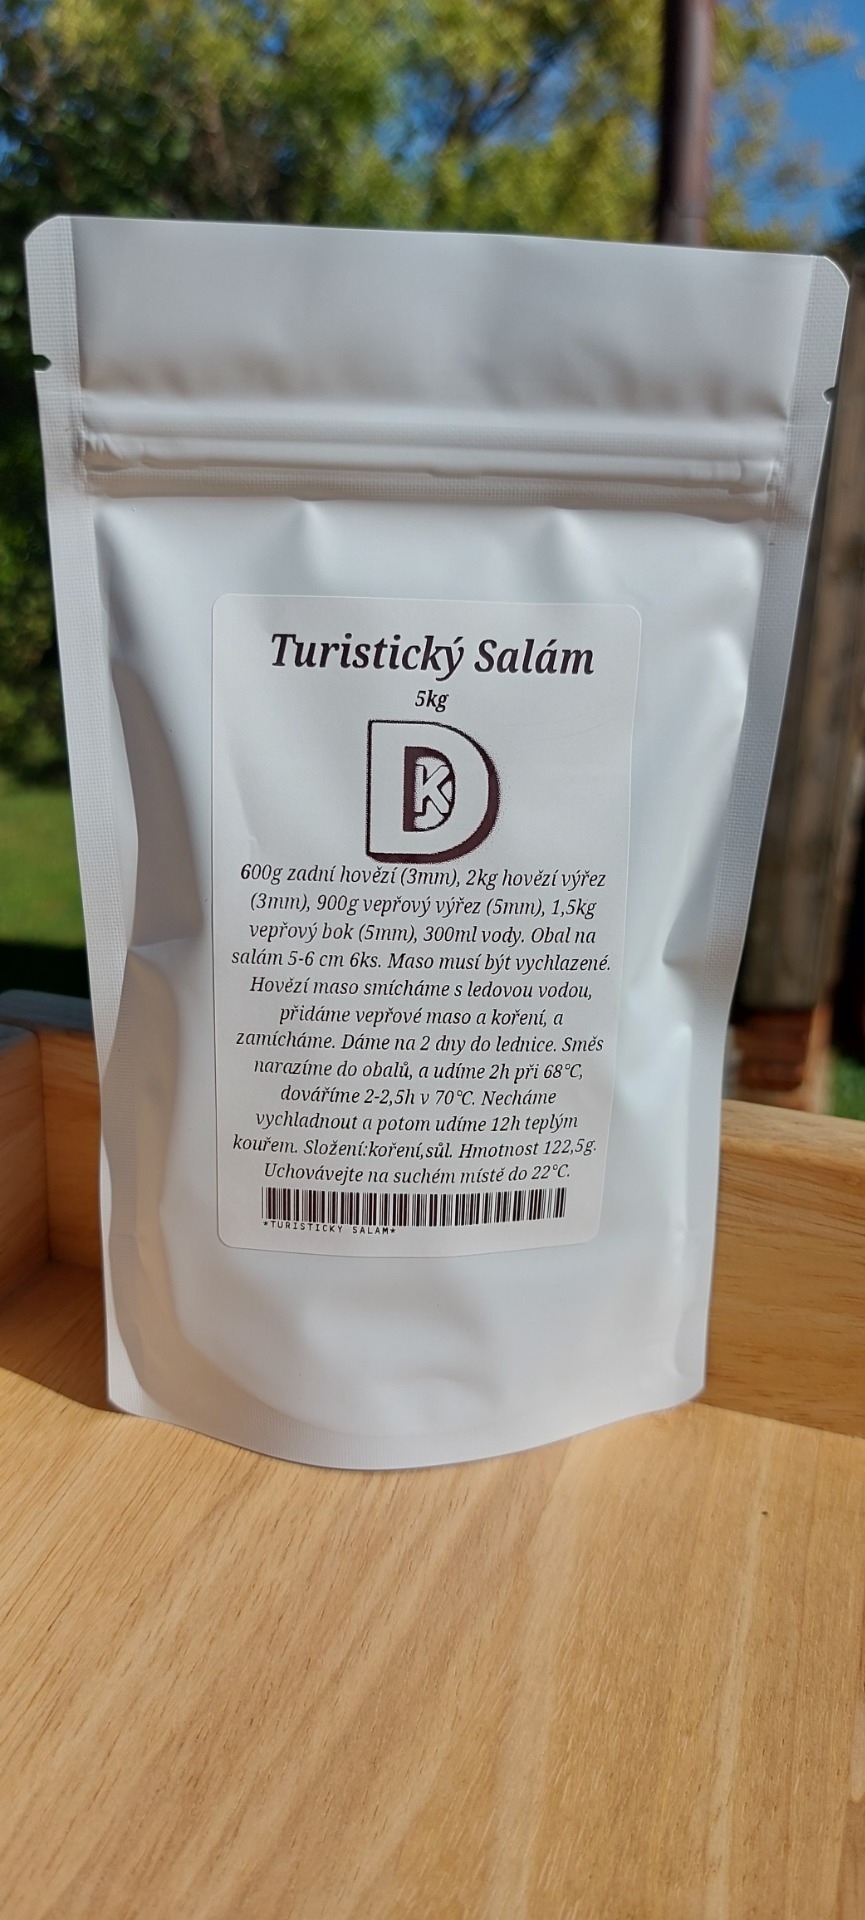 Turistický Salám
5kg
DK
600g zadní hovězí (3mm), 2kg hovězí výřez
(3mm), 900g vepřový výřez (5mm), 1,5kg
vepřový bok (5mm), 300ml vody. Obal na
salám 5-6 cm 6ks. Maso musí být vychlazené.
Hovězí maso smícháme s ledovou vodou,
přidáme vepřové maso a koření, a
zamícháme. Dáme na 2 dny do lednice. Směs
narazíme do obalů, a udíme 2h při 68°C,
dováříme 2-2,5h v 70°C. Necháme
vychladnout a potom udíme 12h teplým
kouřem. Složení:koření,sůl. Hmotnost 122,5g.
Uchovávejte na suchém místě do 22°C.
*TURISTICKY SALAM*